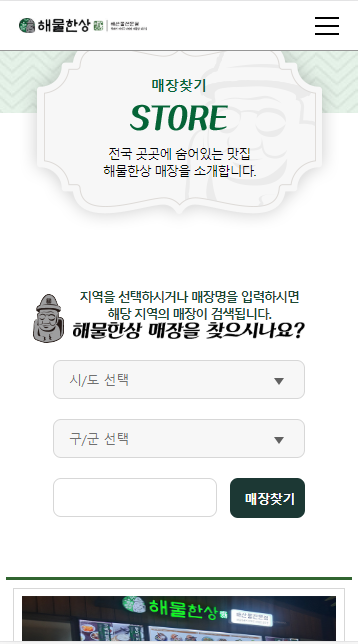 해물한상
매장찾기
STORE
전국 곳곳에 숨어있는 맛집
해물한상 매장을 소개합니다.
지역을 선택하시거나 매장명을 입력하시면
해당 지역의 매장이 검색됩니다.
해물한상 매장을 찾으시나요?
시/도 선택
구/군 선택
매장찾기
해물한상